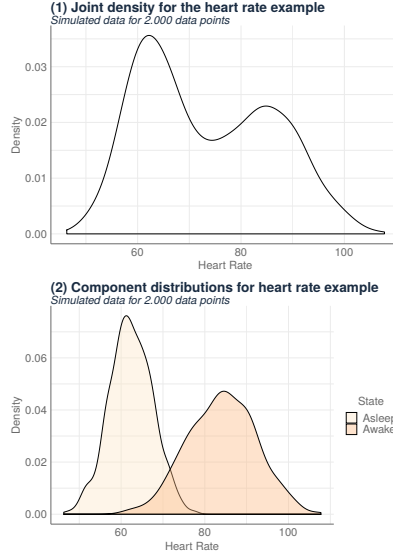 (1) Joint density for the heart rate example
Simulated data for 2.000 data points
Density
0.03
0.02
0.01
0.00
60 80 100
Heart Rate
(2) Component distributions for heart rate example
Simulated data for 2.000 data points
Density
0.06
0.04
0.02
0.00
60 80 100
Heart Rate
State
Asleep
Awake